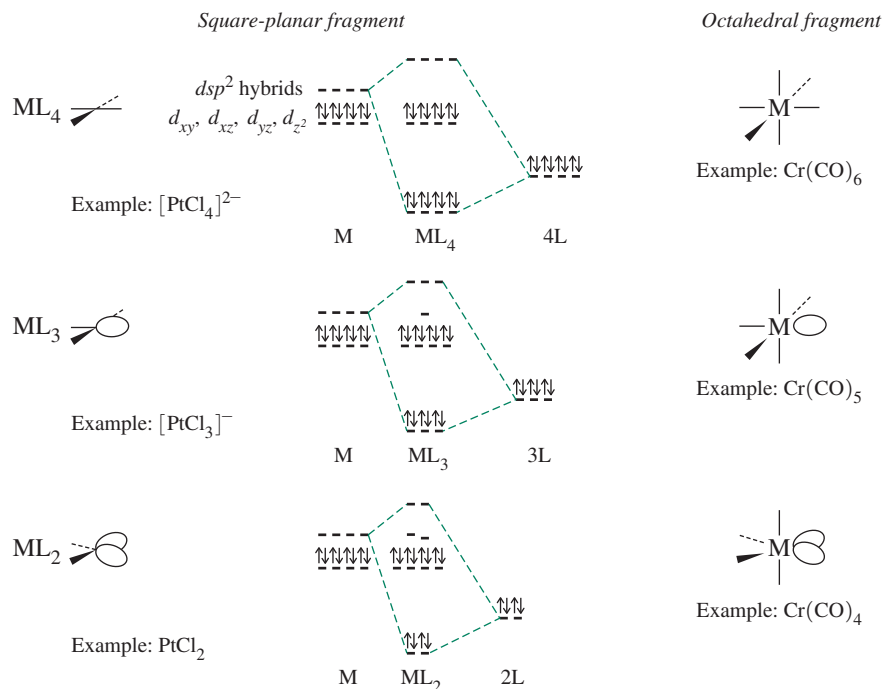 Square-planar fragment
Octahedral fragment
ML4
dsp² hybrids
dxy, dxz, dyz, dz²
M
Example: [PtCl4]²⁻
Example: Cr(CO)6
M
ML4
4L
ML3
M
Example: [PtCl3]⁻
Example: Cr(CO)5
M
ML3
3L
ML2
M
Example: PtCl2
Example: Cr(CO)4
M
ML2
2L